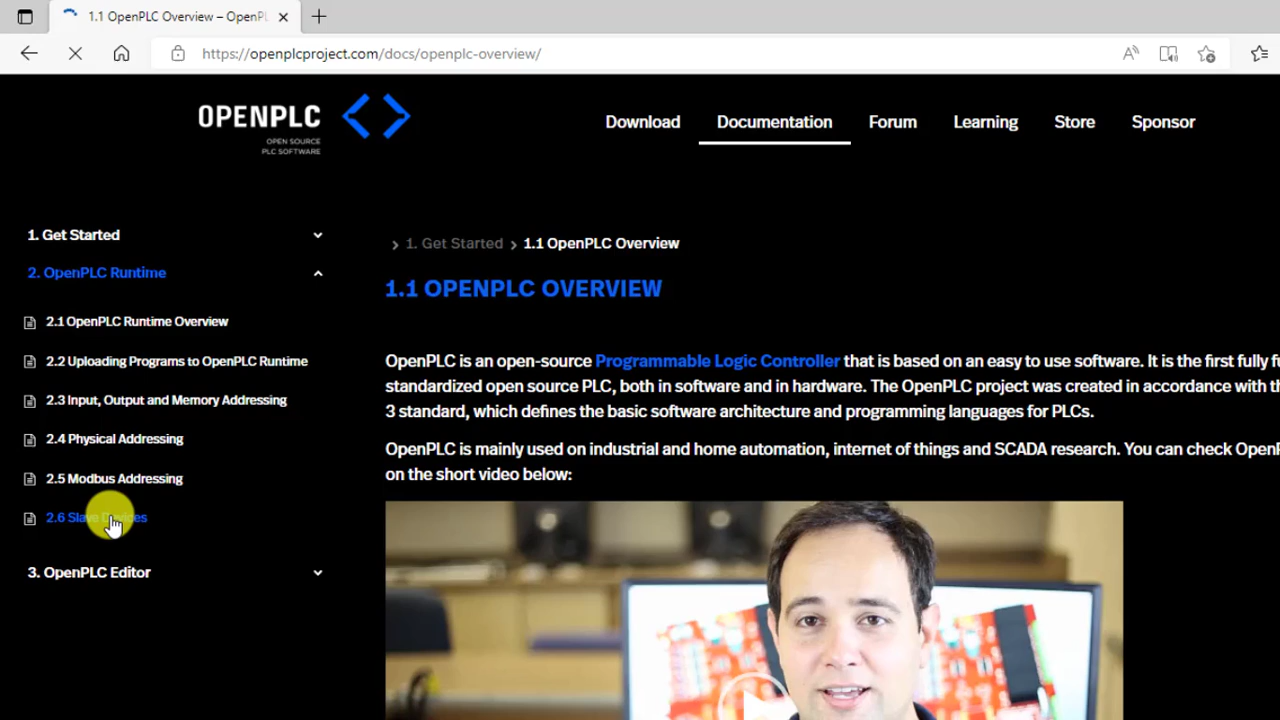 1.1 OpenPLC Overview – OpenPL
https://openplcproject.com/docs/openplc-overview/
OPENPLC
OPEN SOURCE
PLC SOFTWARE
Download Documentation Forum Learning Store Sponsor
1. Get Started
2. OpenPLC Runtime
2.1 OpenPLC Runtime Overview
2.2 Uploading Programs to OpenPLC Runtime
2.3 Input, Output and Memory Addressing
2.4 Physical Addressing
2.5 Modbus Addressing
2.6 Slave Devices
3. OpenPLC Editor
1. Get Started 1.1 OpenPLC Overview
1.1 OPENPLC OVERVIEW
OpenPLC is an open-source Programmable Logic Controller that is based on an easy to use software. It is the first fully fu
standardized open source PLC, both in software and in hardware. The OpenPLC project was created in accordance with th
3 standard, which defines the basic software architecture and programming languages for PLCs.
OpenPLC is mainly used on industrial and home automation, internet of things and SCADA research. You can check OpenP
on the short video below: